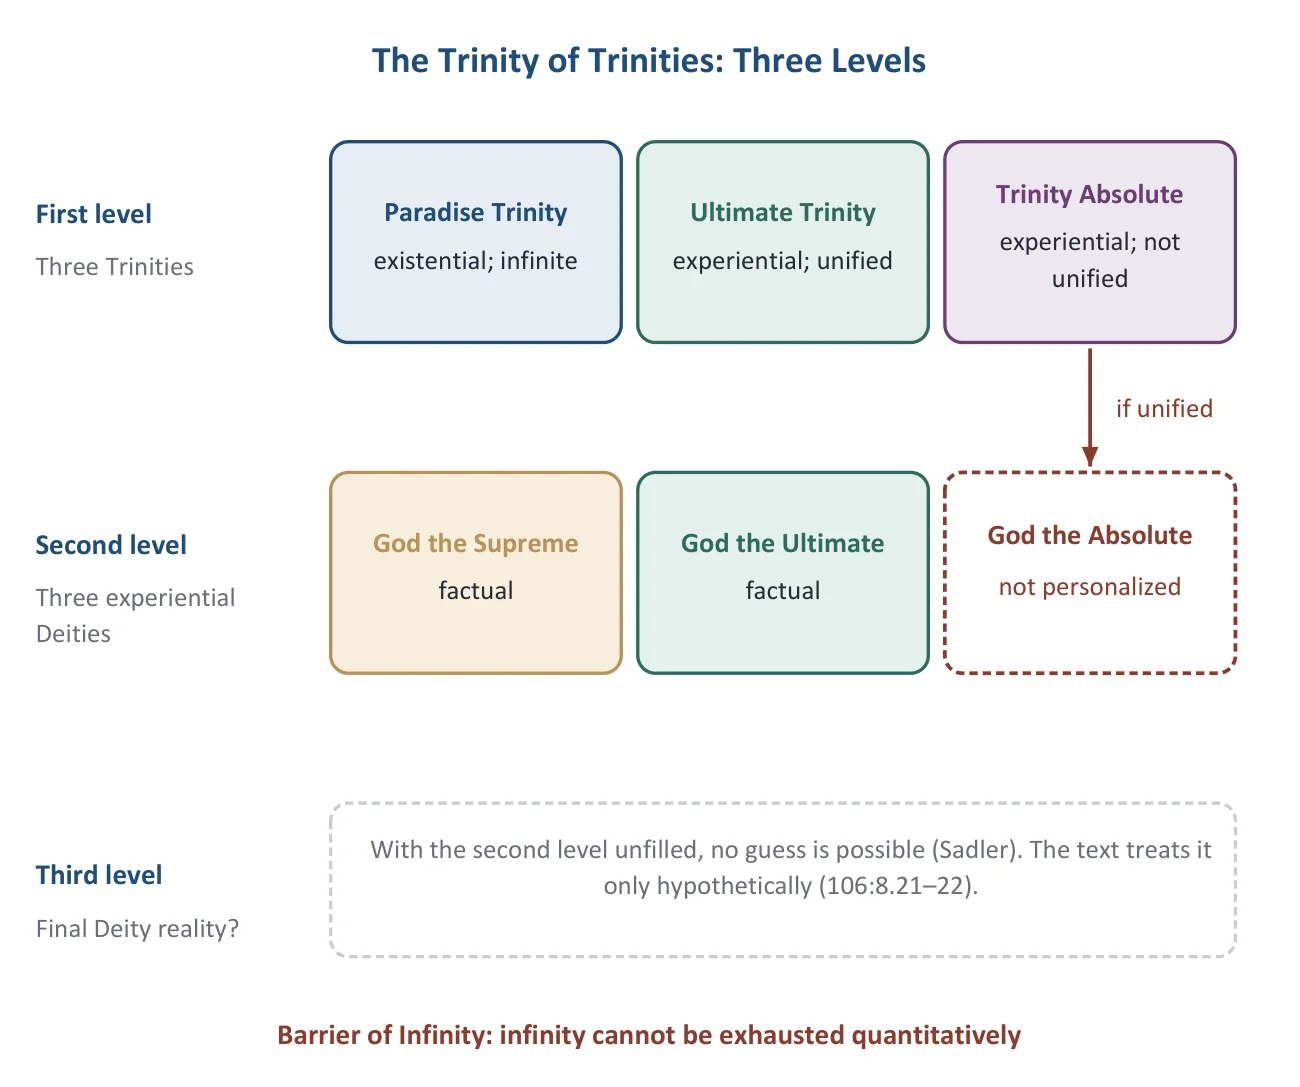 The Trinity of Trinities: Three Levels
First level
Three Trinities
Paradise Trinity
existential; infinite
Ultimate Trinity
experiential; unified
Trinity Absolute
experiential; not
unified
if unified
Second level
Three experiential
Deities
God the Supreme
factual
God the Ultimate
factual
God the Absolute
not personalized
Third level
Final Deity reality?
With the second level unfilled, no guess is possible (Sadler). The text treats it
only hypothetically (106:8.21–22).
Barrier of Infinity: infinity cannot be exhausted quantitatively